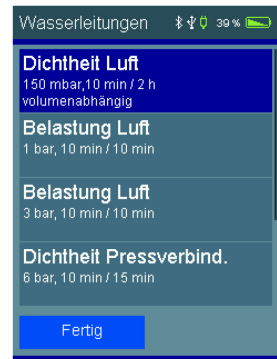 Wasserleitungen 39 %
Dichtheit Luft
150 mbar,10 min / 2 h
volumenabhängig
Belastung Luft
1 bar, 10 min / 10 min
Belastung Luft
3 bar, 10 min / 10 min
Dichtheit Pressverbind.
6 bar, 10 min / 15 min
Fertig